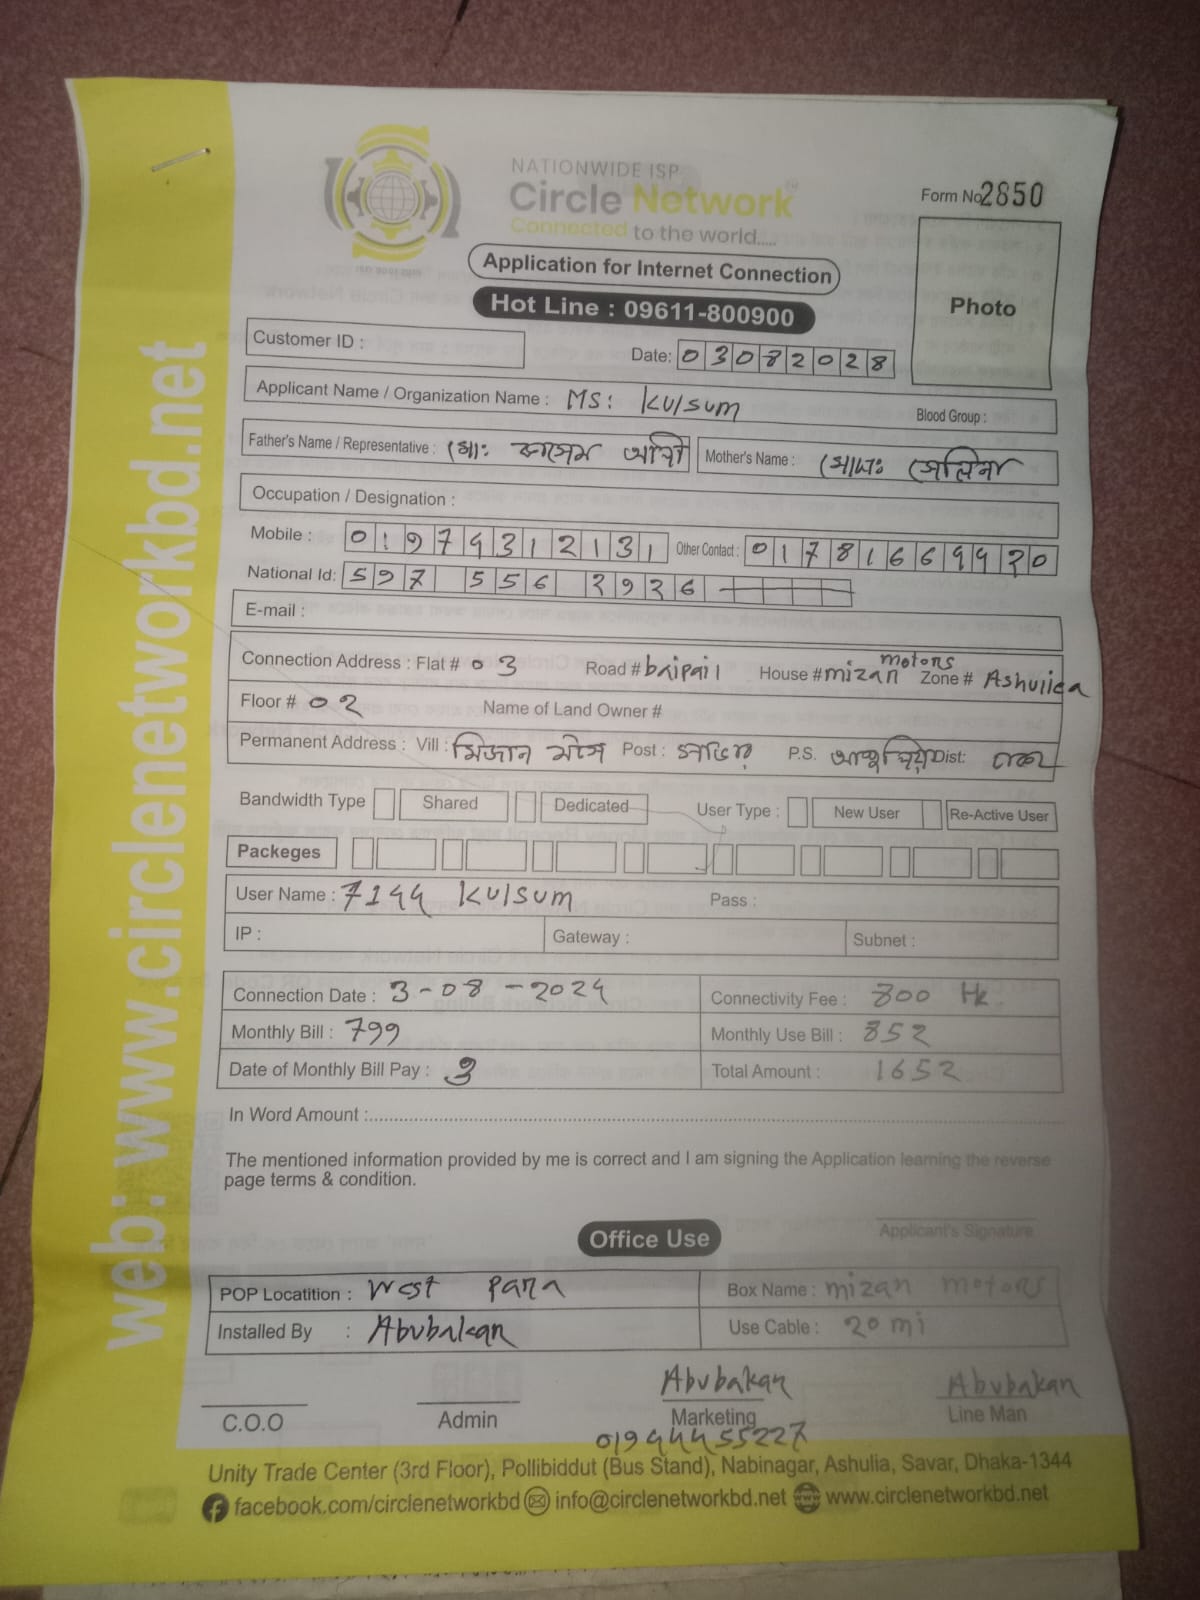 NATIONWIDE ISP
Circle Network
Connected to the world.....
Form No 2850
Application for Internet Connection
Hot Line : 09611-800900
Photo
Customer ID :
Date: 03082028
Applicant Name / Organization Name : MS: Kulsum Blood Group :
Father's Name / Representative : মো: কাসেম আলী Mother's Name : মোসাঃ সেলিনা
Occupation / Designation :
Mobile : 01979312131 Other Contact : 01781669920
National Id: 597 556 2926
E-mail :
Connection Address : Flat # 03 Road # baipail House # mizan motors Zone # Ashulia
Floor # 02 Name of Land Owner #
Permanent Address : Vill : মিজান Post : সাভার P.S. Dist: ঢাকা
Bandwidth Type Shared Dedicated User Type : New User Re-Active User
Packeges
User Name : 7144 Kulsum Pass :
IP : Gateway : Subnet :
Connection Date : 3-08-2024 Connectivity Fee : 800
Monthly Bill : 799 Monthly Use Bill : 852
Date of Monthly Bill Pay : 3 Total Amount : 1652
In Word Amount :
The mentioned information provided by me is correct and I am signing the Application learning the reverse
page terms & condition.
Applicant's Signature
Office Use
POP Locatition : West para Box Name : mizan motors
Installed By : Abubakar Use Cable : 20 mi
Abubakar Abubakar
C.O.O Admin Marketing Line Man
01944455227
Unity Trade Center (3rd Floor), Pollibiddut (Bus Stand), Nabinagar, Ashulia, Savar, Dhaka-1344
facebook.com/circlenetworkbd info@circlenetworkbd.net www.circlenetworkbd.net
web: www.circlenetworkbd.net